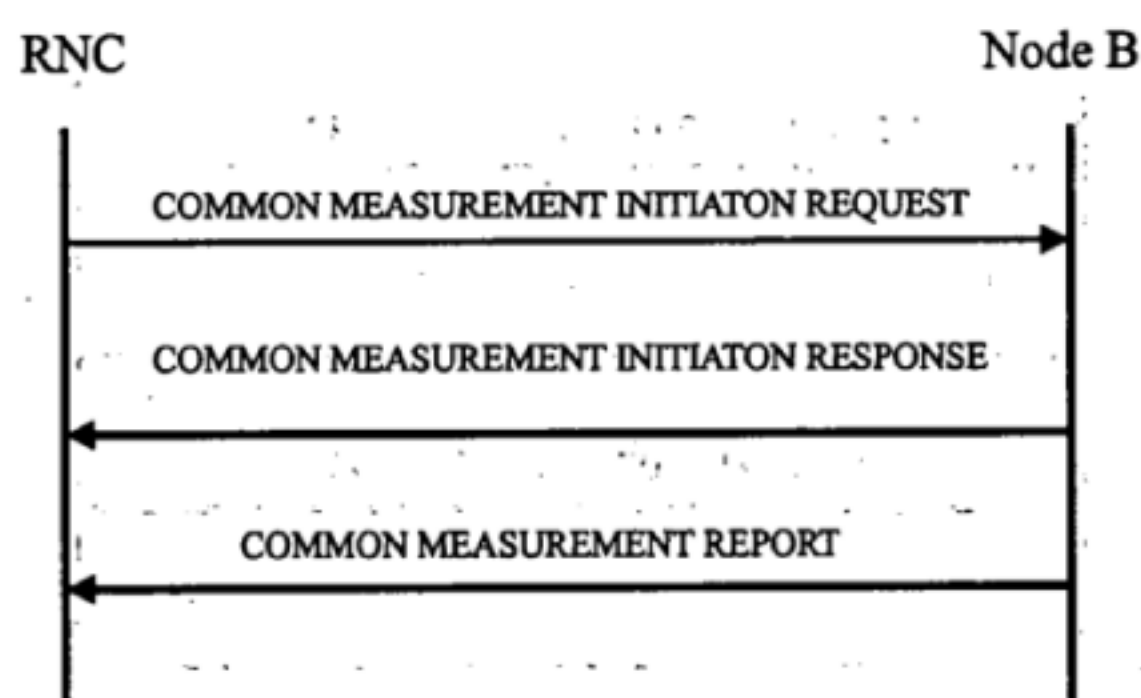 RNC
Node B
COMMON MEASUREMENT INITIATON REQUEST
COMMON MEASUREMENT INITIATON RESPONSE
COMMON MEASUREMENT REPORT